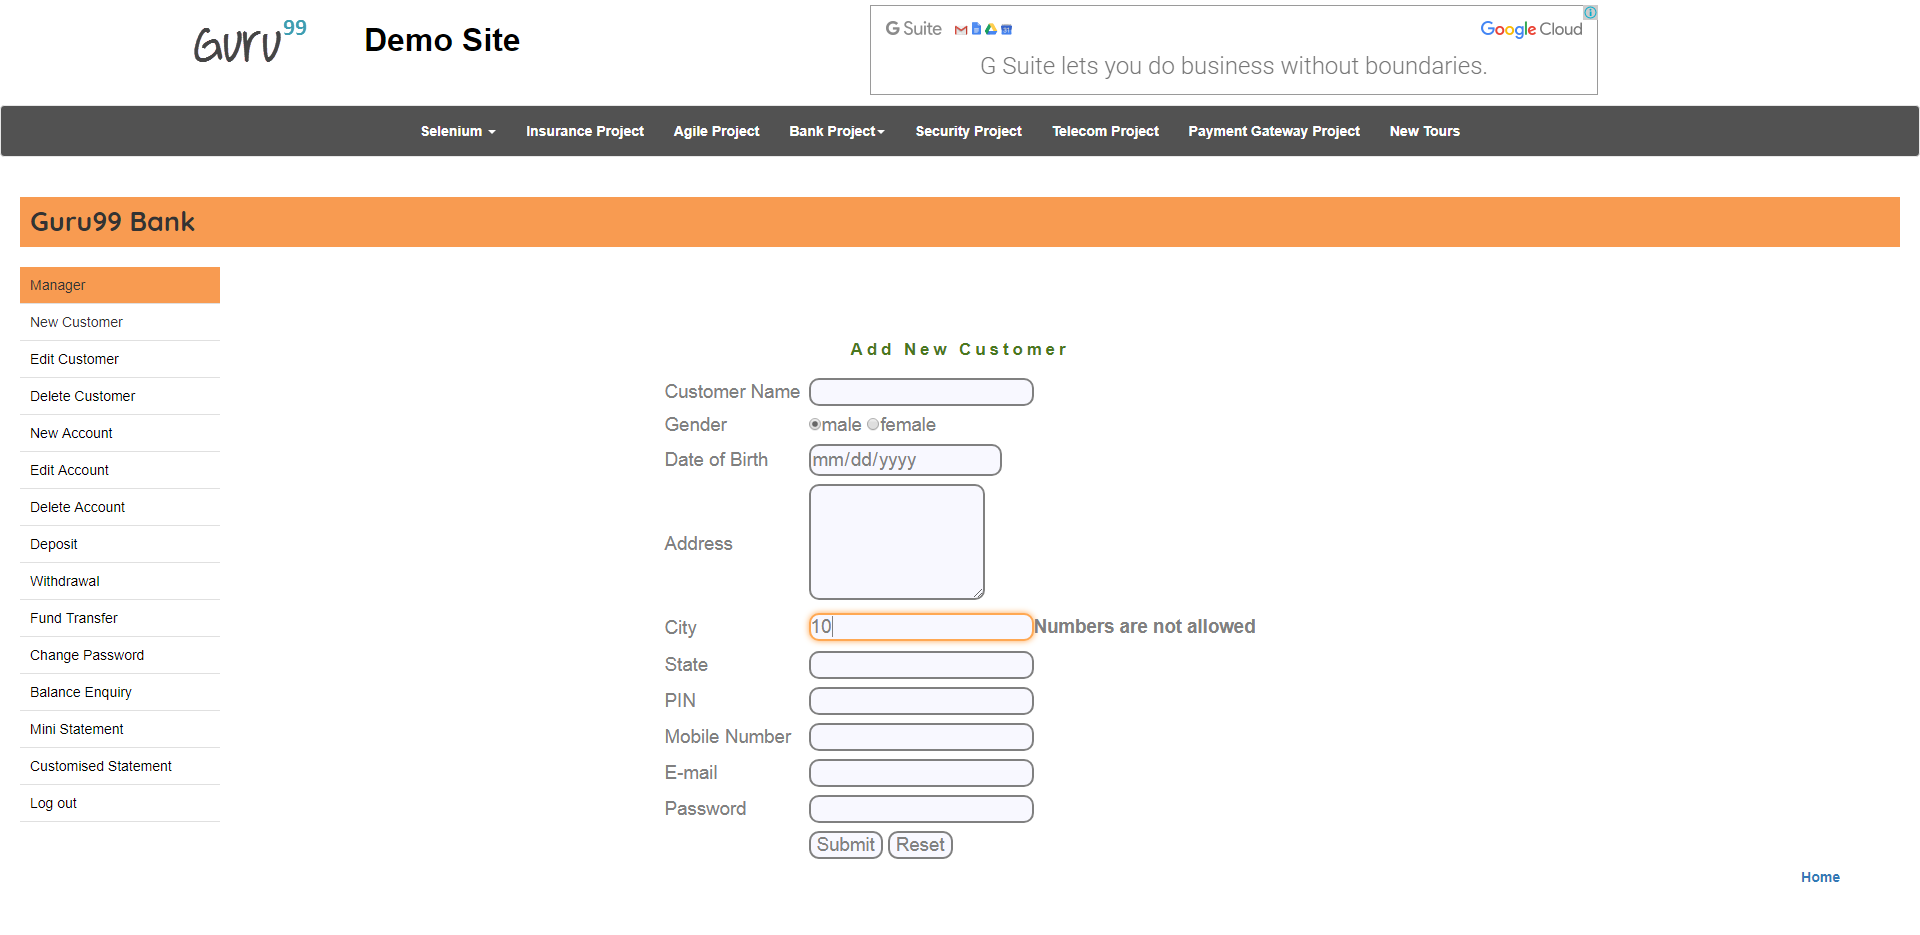 Guru99 Demo Site
G Suite Google Cloud
G Suite lets you do business without boundaries.
Selenium Insurance Project Agile Project Bank Project Security Project Telecom Project Payment Gateway Project New Tours
Guru99 Bank
Manager
New Customer
Edit Customer
Delete Customer
New Account
Edit Account
Delete Account
Deposit
Withdrawal
Fund Transfer
Change Password
Balance Enquiry
Mini Statement
Customised Statement
Log out
Add New Customer
Customer Name
Gender male female
Date of Birth mm/dd/yyyy
Address
City 10 Numbers are not allowed
State
PIN
Mobile Number
E-mail
Password
Submit Reset
Home